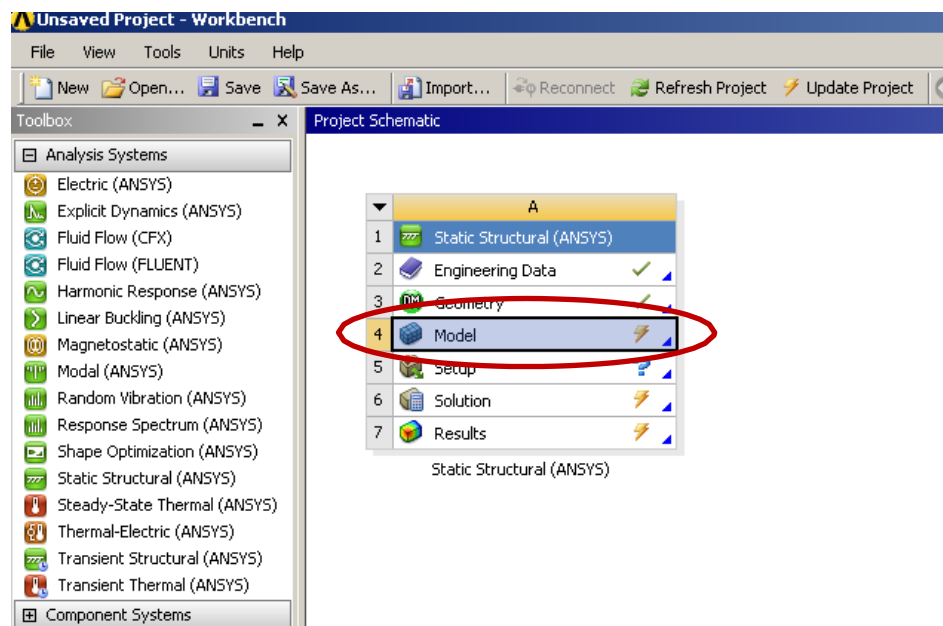 Unsaved Project - Workbench
File View Tools Units Help
New Open... Save Save As... Import... Reconnect Refresh Project Update Project
Toolbox
Analysis Systems
Electric (ANSYS)
Explicit Dynamics (ANSYS)
Fluid Flow (CFX)
Fluid Flow (FLUENT)
Harmonic Response (ANSYS)
Linear Buckling (ANSYS)
Magnetostatic (ANSYS)
Modal (ANSYS)
Random Vibration (ANSYS)
Response Spectrum (ANSYS)
Shape Optimization (ANSYS)
Static Structural (ANSYS)
Steady-State Thermal (ANSYS)
Thermal-Electric (ANSYS)
Transient Structural (ANSYS)
Transient Thermal (ANSYS)
Component Systems
Project Schematic
A
1 Static Structural (ANSYS)
2 Engineering Data
3 DM Geometry
4 Model
5 Setup ?
6 Solution
7 Results
Static Structural (ANSYS)